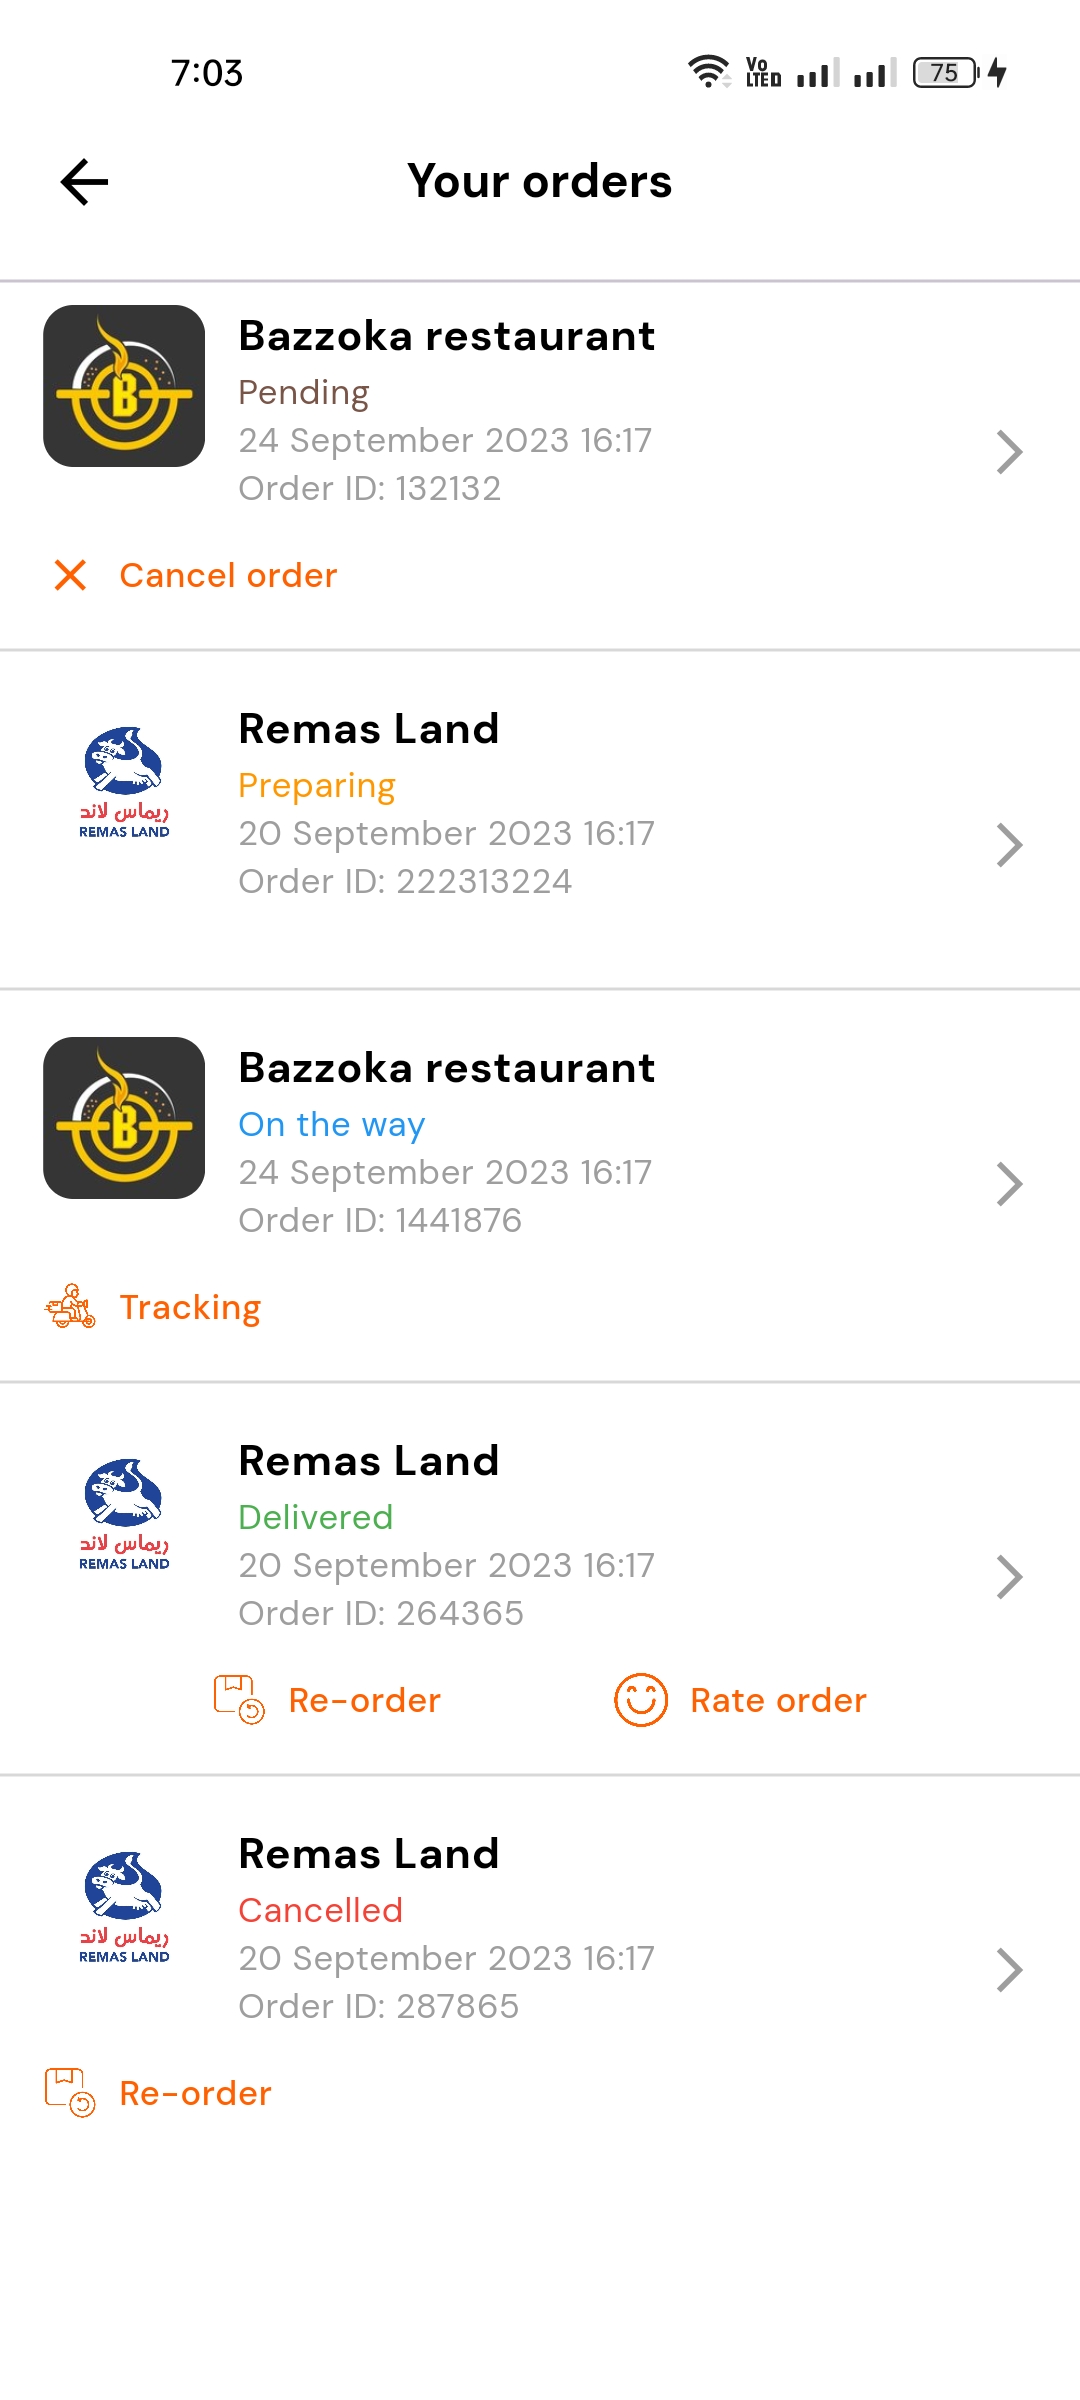 7:03
Vo
LTED
75
Your orders
Bazzoka restaurant
Pending
24 September 2023 16:17
Order ID: 132132
B
Cancel order
Remas Land
Preparing
20 September 2023 16:17
Order ID: 222313224
ريماس لاند
REMAS LAND
Bazzoka restaurant
On the way
24 September 2023 16:17
Order ID: 1441876
B
Tracking
Remas Land
Delivered
20 September 2023 16:17
Order ID: 264365
ريماس لاند
REMAS LAND
Re-order
Rate order
Remas Land
Cancelled
20 September 2023 16:17
Order ID: 287865
ريماس لاند
REMAS LAND
Re-order